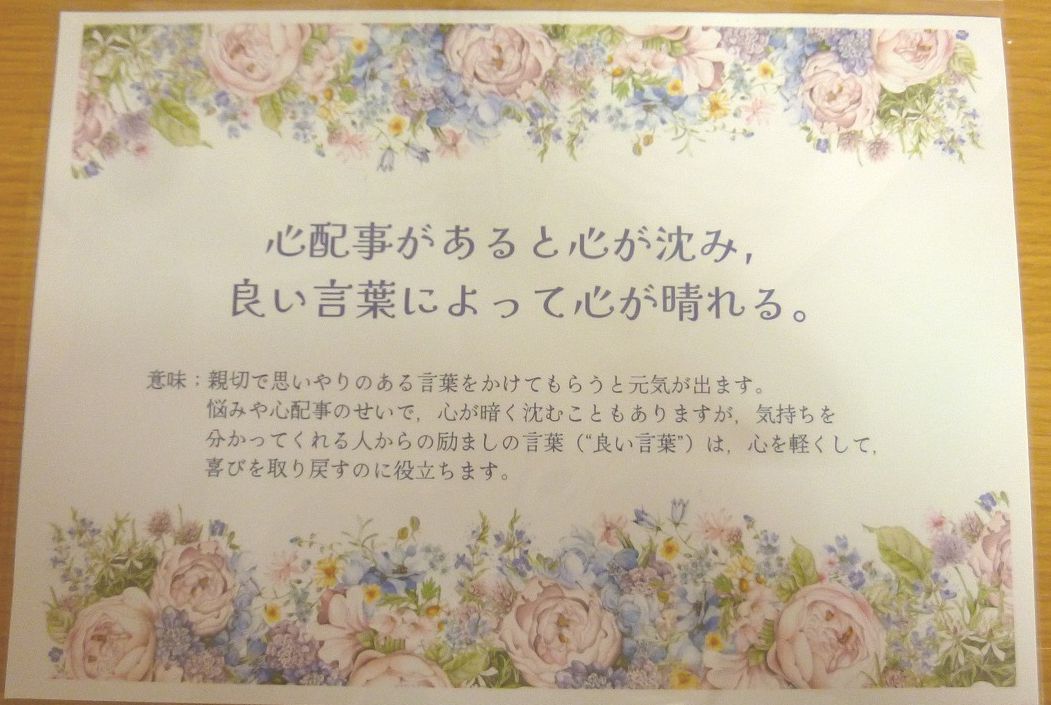 心配事があると心が沈み，
良い言葉によって心が晴れる。
意味：親切で思いやりのある言葉をかけてもらうと元気が出ます。
悩みや心配事のせいで，心が暗く沈むこともありますが，気持ちを
分かってくれる人からの励ましの言葉（“良い言葉”）は，心を軽くして，
喜びを取り戻すのに役立ちます。